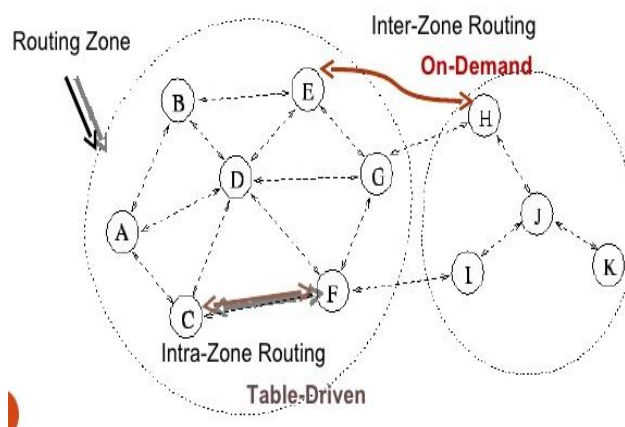 Routing Zone
Inter-Zone Routing
On-Demand
B
E
H
D
G
A
J
I
K
F
C
Intra-Zone Routing
Table-Driven